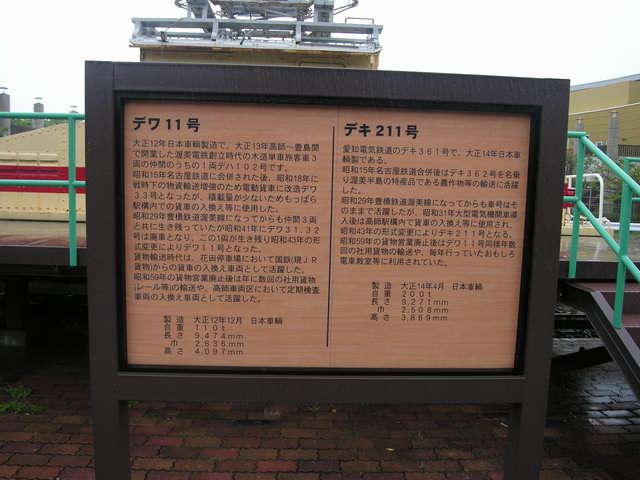 デワ11号
大正12年日本車輌製造で、大正13年高師〜豊島間
で開業した渥美電鉄創立時代の木造単車旅客車３
両の仲間のうちの１両デハ１０２号です。
昭和15年名古屋鉄道に合併された後、昭和18年に
戦時下の物資輸送増強のため電動貨車に改造デワ
３３号となったが、積載量が少ないためもっぱら
駅構内での貨車の入換え等に使用した。
昭和29年豊橋鉄道渥美線になってからも仲間３両
と共に生き残っていたが昭和41年にデワ３１,３２
号は廃車となり、この１両が生き残り昭和43年の形
式変更によりデワ１１号となった。
貨物輸送時代は、花田停車場において国鉄(現ＪＲ
貨物)からの貨車の入換え車両として活躍した。
昭和59年の貨物営業廃止後は年に数回の社用貨物
(レール等)の輸送や、高師車両区において定期検査
車両の入換え車両として活躍した。
製 造 大正12年12月 日本車輌
自 重 １１.０t
長 さ ９,４７４mm
巾 ２,６３６mm
高 さ ４,０９７mm
デキ211号
愛知電気鉄道のデキ３６１号で、大正14年日本車
輌製である。
昭和15年名古屋鉄道合併後はデキ３６２号を名乗
り渥美半島の特産品である農作物等の輸送に活躍
した。
昭和29年豊橋鉄道渥美線になってからも車号はそ
のままで活躍したが、昭和31年大型電気機関車導
入後は高師駅構内で貨車の入換え等に使用され、
昭和43年の形式変更によりデキ２１１号となる。
昭和59年の貨物営業廃止後はデワ１１号同様年数
回の社用貨物の輸送や、毎年行っていたおもしろ
電車教室等に利用されていた。
製 造 大正14年4月 日本車輌
自 重 ２０.０t
長 さ ９,２７１mm
巾 ２,５０８mm
高 さ ３,８６９mm